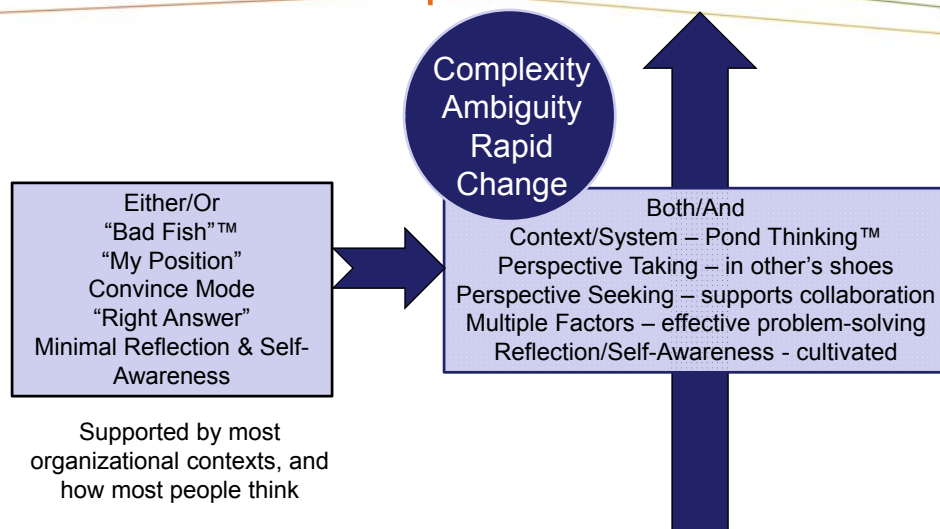 Complexity
Ambiguity
Rapid
Change
Either/Or
“Bad Fish”™
“My Position”
Convince Mode
“Right Answer”
Minimal Reflection & Self-
Awareness
Both/And
Context/System – Pond Thinking™
Perspective Taking – in other’s shoes
Perspective Seeking – supports collaboration
Multiple Factors – effective problem-solving
Reflection/Self-Awareness - cultivated
Supported by most
organizational contexts, and
how most people think